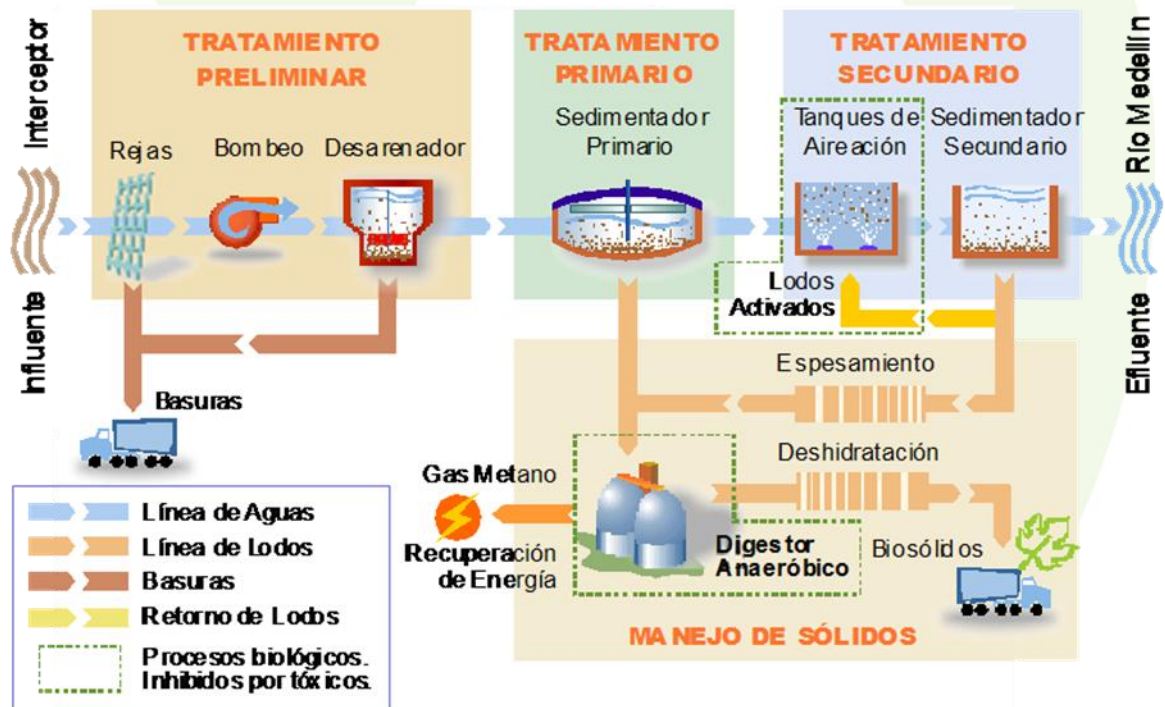 Interceptor
Influente
TRATAMIENTO
PRELIMINAR
Rejas
Bombeo
Desarenador
TRATAMIENTO
PRIMARIO
Sedimentador
Primario
TRATAMIENTO
SECUNDARIO
Tanques de
Aireación
Sedimentador
Secundario
Río Medellín
Efluente
Lodos
Activados
Basuras
Espesamiento
Deshidratación
Gas Metano
Recuperación
de Energía
Digestor
Anaeróbico
Biosólidos
MANEJO DE SÓLIDOS
Línea de Aguas
Línea de Lodos
Basuras
Retorno de Lodos
Procesos biológicos.
Inhibidos por tóxicos.